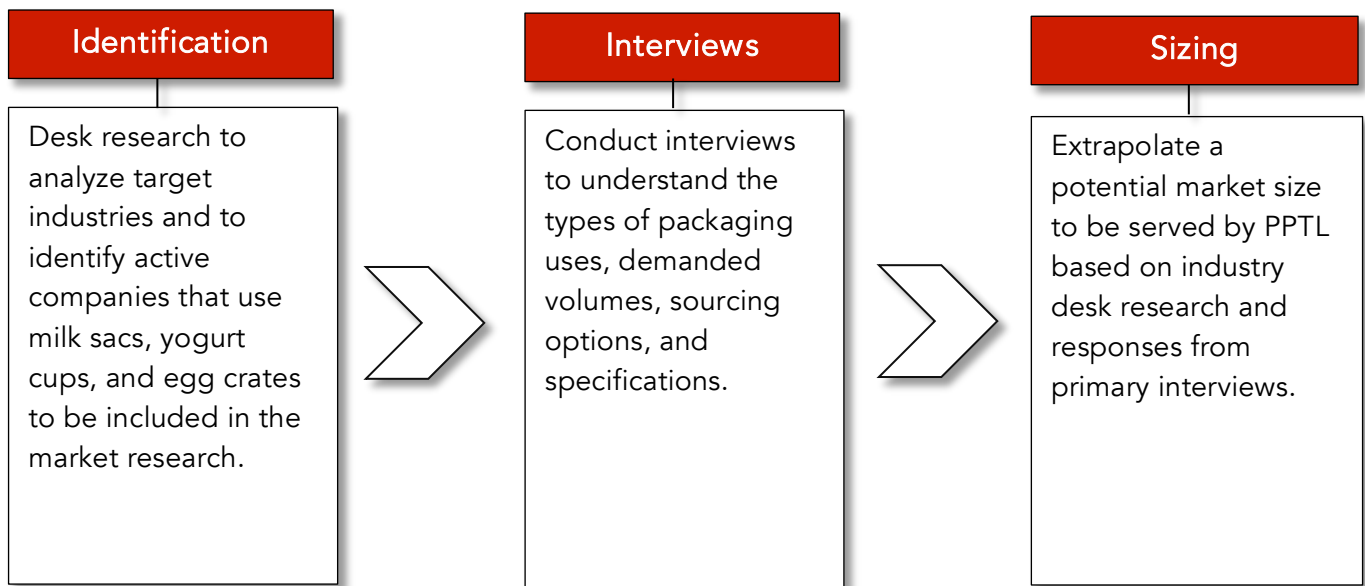 Identification
Desk research to
analyze target
industries and to
identify active
companies that use
milk sacs, yogurt
cups, and egg crates
to be included in the
market research.
Interviews
Conduct interviews
to understand the
types of packaging
uses, demanded
volumes, sourcing
options, and
specifications.
Sizing
Extrapolate a
potential market size
to be served by PPTL
based on industry
desk research and
responses from
primary interviews.